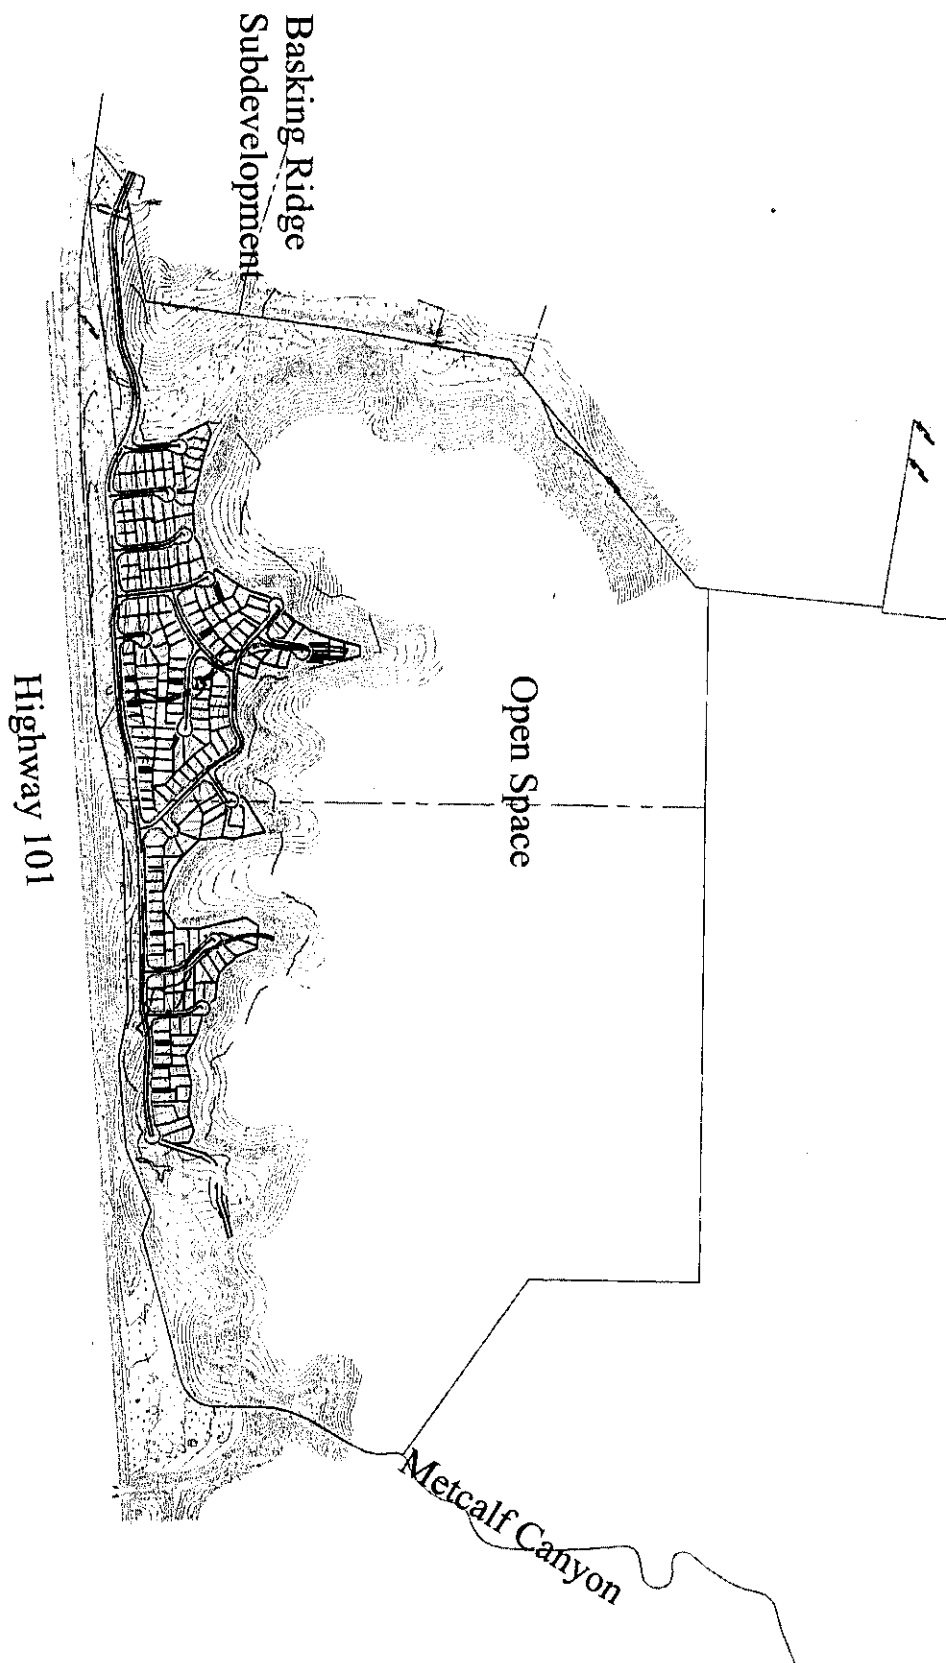 Basking Ridge
Subdevelopment
Open Space
Highway 101
Metcalf Canyon